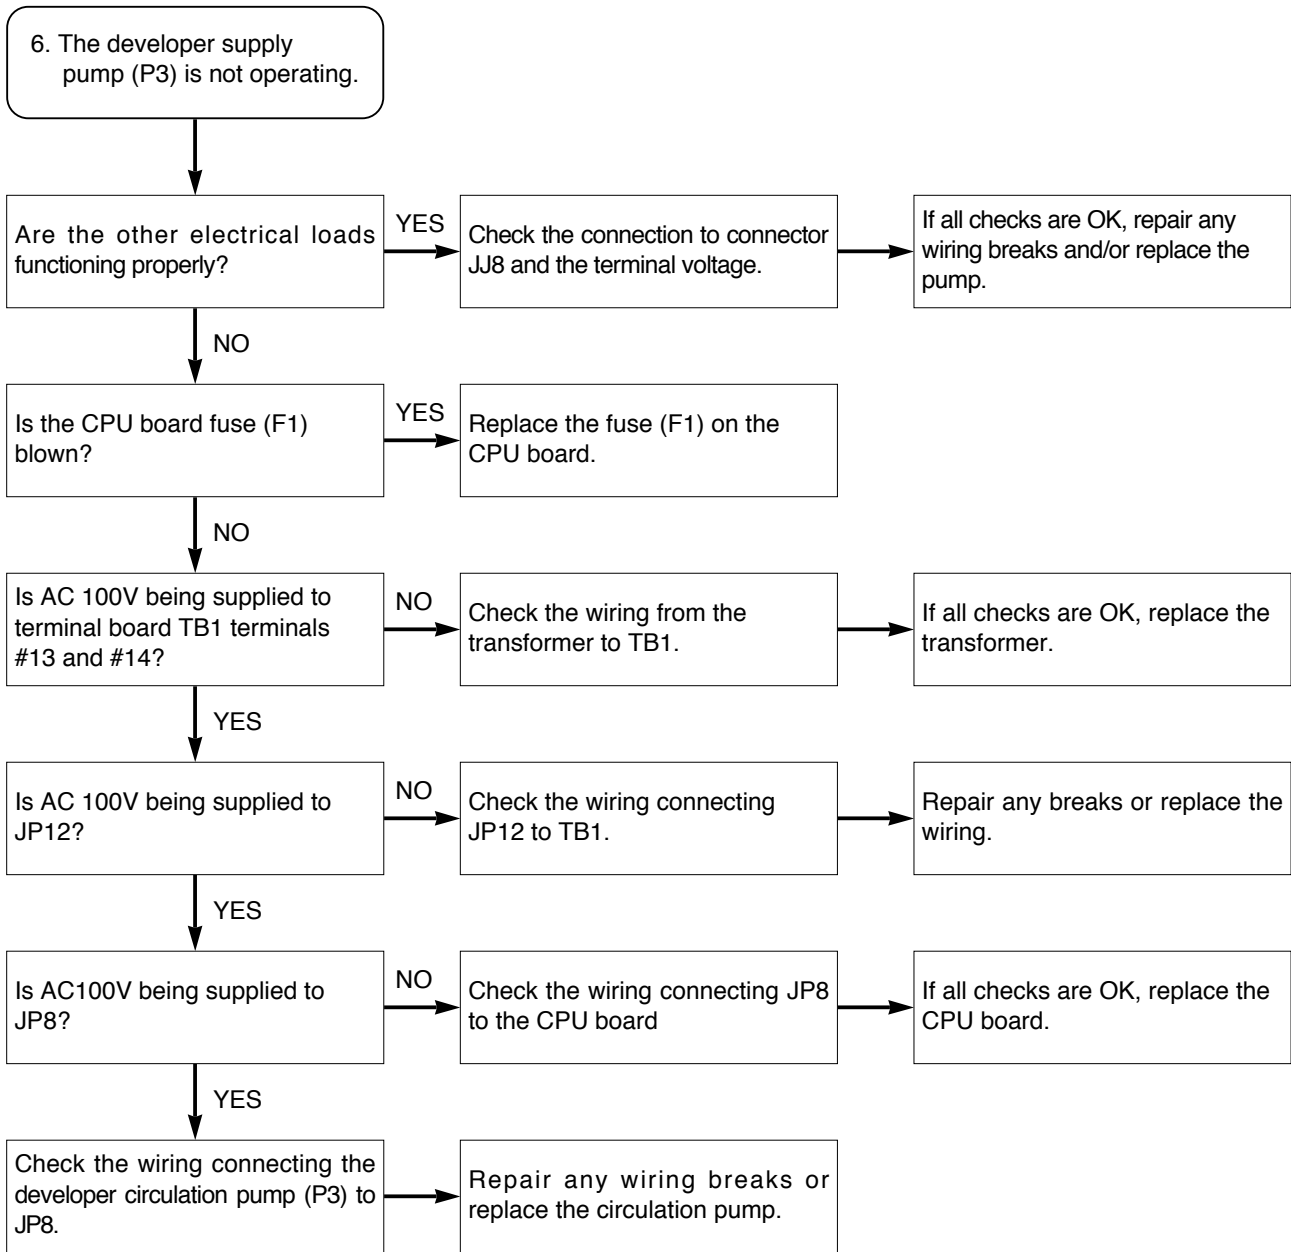 6. The developer supply
pump (P3) is not operating.
Are the other electrical loads
functioning properly?
YES
Check the connection to connector
JJ8 and the terminal voltage.
If all checks are OK, repair any
wiring breaks and/or replace the
pump.
NO
Is the CPU board fuse (F1)
blown?
YES
Replace the fuse (F1) on the
CPU board.
NO
Is AC 100V being supplied to
terminal board TB1 terminals
#13 and #14?
NO
Check the wiring from the
transformer to TB1.
If all checks are OK, replace the
transformer.
YES
Is AC 100V being supplied to
JP12?
NO
Check the wiring connecting
JP12 to TB1.
Repair any breaks or replace the
wiring.
YES
Is AC100V being supplied to
JP8?
NO
Check the wiring connecting JP8
to the CPU board
If all checks are OK, replace the
CPU board.
YES
Check the wiring connecting the
developer circulation pump (P3) to
JP8.
Repair any wiring breaks or
replace the circulation pump.